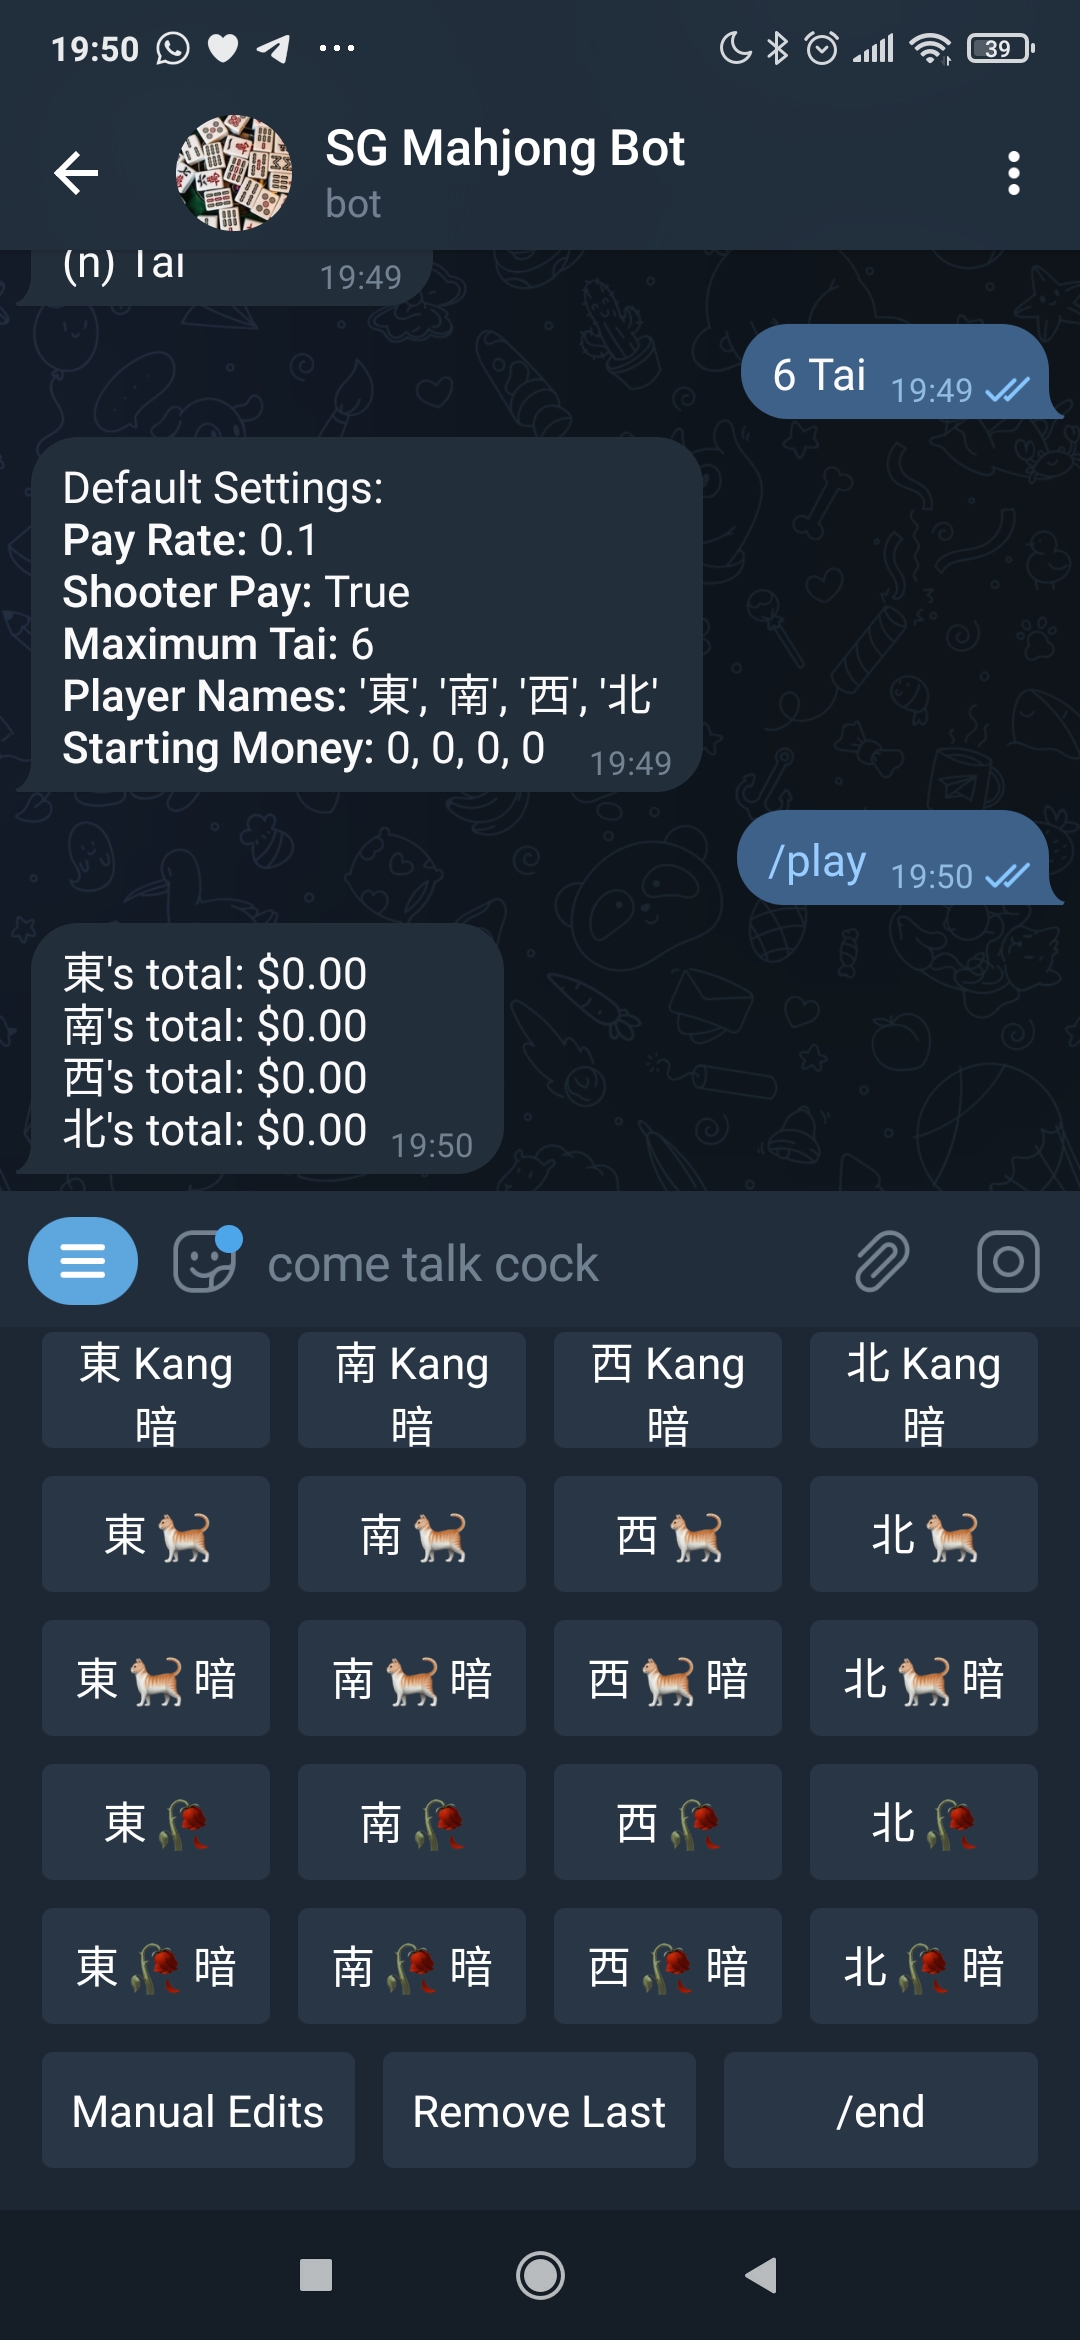 19:50
39
SG Mahjong Bot
bot
(n) Tai
19:49
6 Tai 19:49
Default Settings:
Pay Rate: 0.1
Shooter Pay: True
Maximum Tai: 6
Player Names: '東', '南', '西', '北'
Starting Money: 0, 0, 0, 0 19:49
/play 19:50
東's total: $0.00
南's total: $0.00
西's total: $0.00
北's total: $0.00 19:50
come talk cock
東 Kang 暗
南 Kang 暗
西 Kang 暗
北 Kang 暗
東🐈 南🐈 西🐈 北🐈
東🐈暗 南🐈暗 西🐈暗 北🐈暗
東🥀 南🥀 西🥀 北🥀
東🥀暗 南🥀暗 西🥀暗 北🥀暗
Manual Edits Remove Last /end